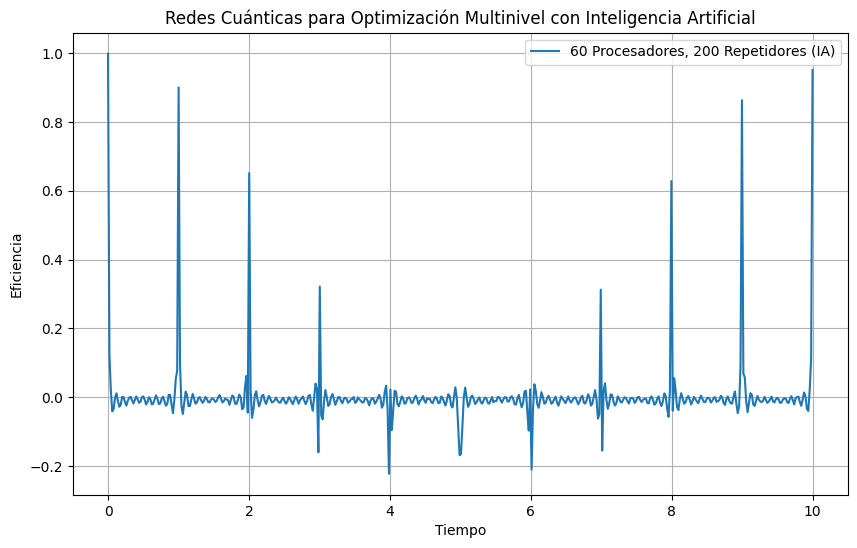 Redes Cuánticas para Optimización Multinivel con Inteligencia Artificial
60 Procesadores, 200 Repetidores (IA)
Eficiencia
1.0
0.8
0.6
0.4
0.2
0.0
−0.2
0 2 4 6 8 10
Tiempo